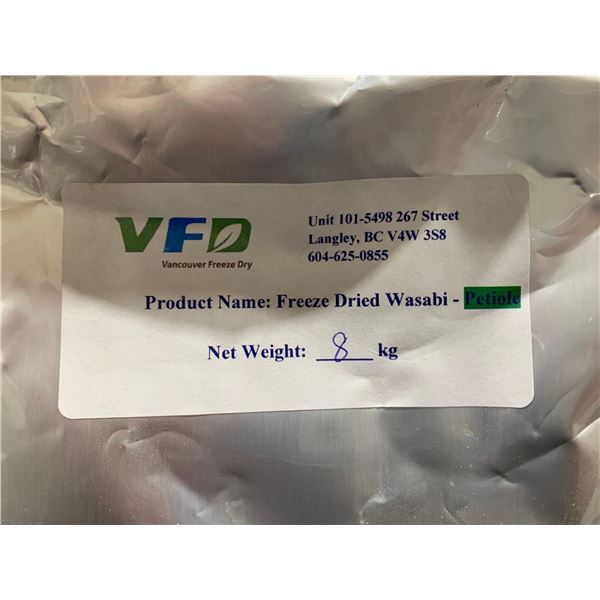 VFD
Vancouver Freeze Dry
Unit 101-5498 267 Street
Langley, BC V4W 3S8
604-625-0855
Product Name: Freeze Dried Wasabi - Petiole
Net Weight: 8 kg